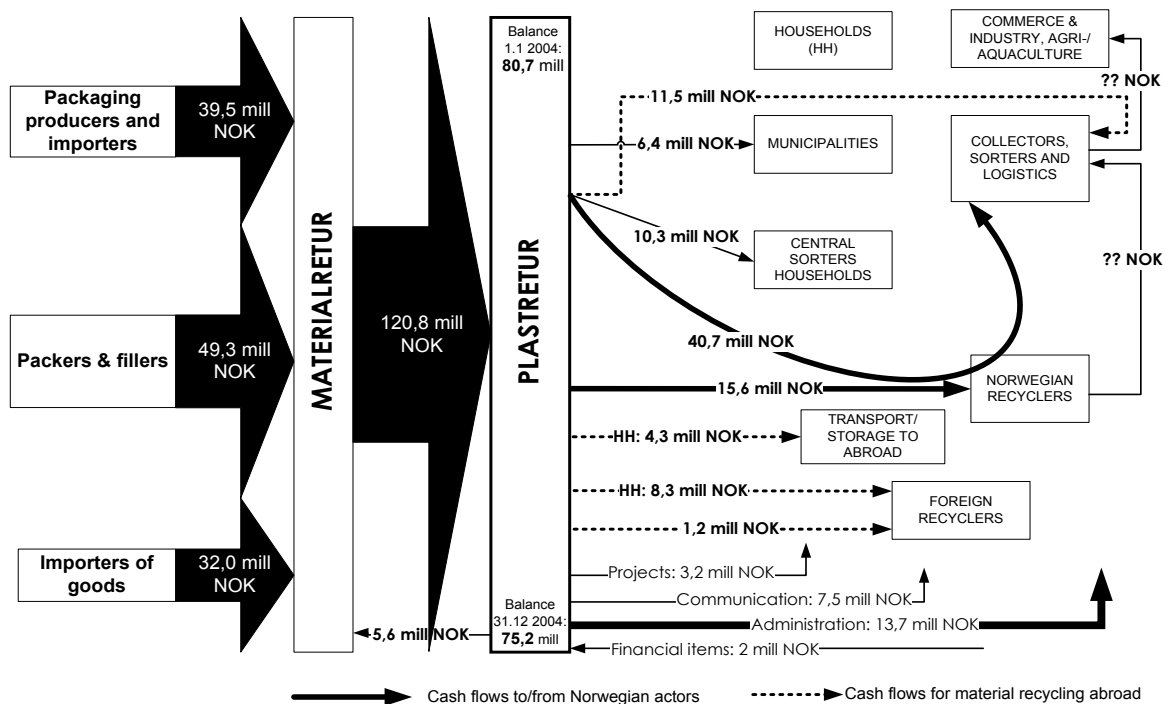 Packaging
producers and
importers
39,5 mill
NOK
Packers & fillers
49,3 mill
NOK
Importers of
goods
32,0 mill
NOK
MATERIALRETUR
120,8 mill
NOK
Balance
1.1 2004:
80,7 mill
PLASTRETUR
Balance
31.12 2004:
75,2 mill
5,6 mill NOK
HOUSEHOLDS
(HH)
COMMERCE &
INDUSTRY, AGRI-/
AQUACULTURE
?? NOK
11,5 mill NOK
6,4 mill NOK
MUNICIPALITIES
COLLECTORS,
SORTERS AND
LOGISTICS
10,3 mill NOK
CENTRAL
SORTERS
HOUSEHOLDS
?? NOK
40,7 mill NOK
15,6 mill NOK
NORWEGIAN
RECYCLERS
HH: 4,3 mill NOK
TRANSPORT/
STORAGE TO
ABROAD
HH: 8,3 mill NOK
1,2 mill NOK
FOREIGN
RECYCLERS
Projects: 3,2 mill NOK
Communication: 7,5 mill NOK
Administration: 13,7 mill NOK
Financial items: 2 mill NOK
Cash flows to/from Norwegian actors
Cash flows for material recycling abroad